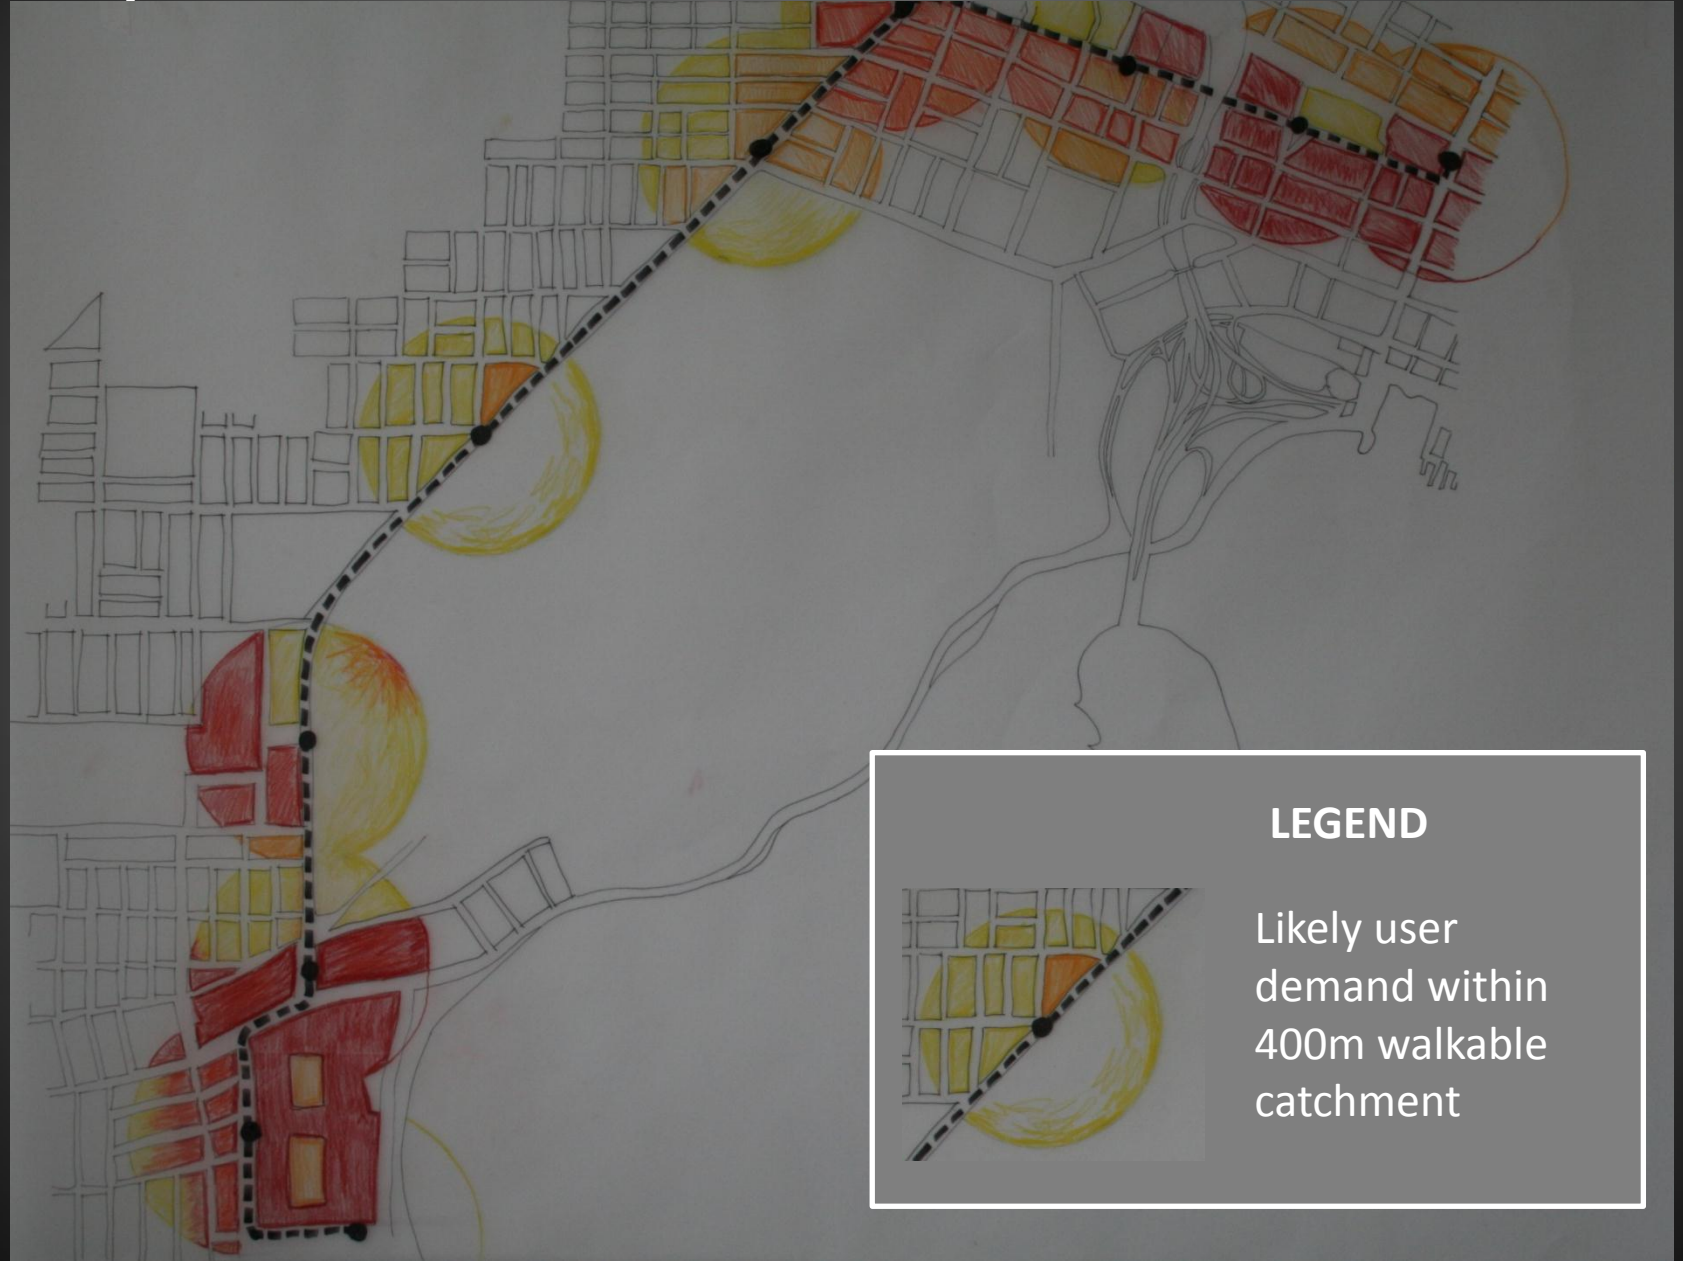 LEGEND
Likely user
demand within
400m walkable
catchment